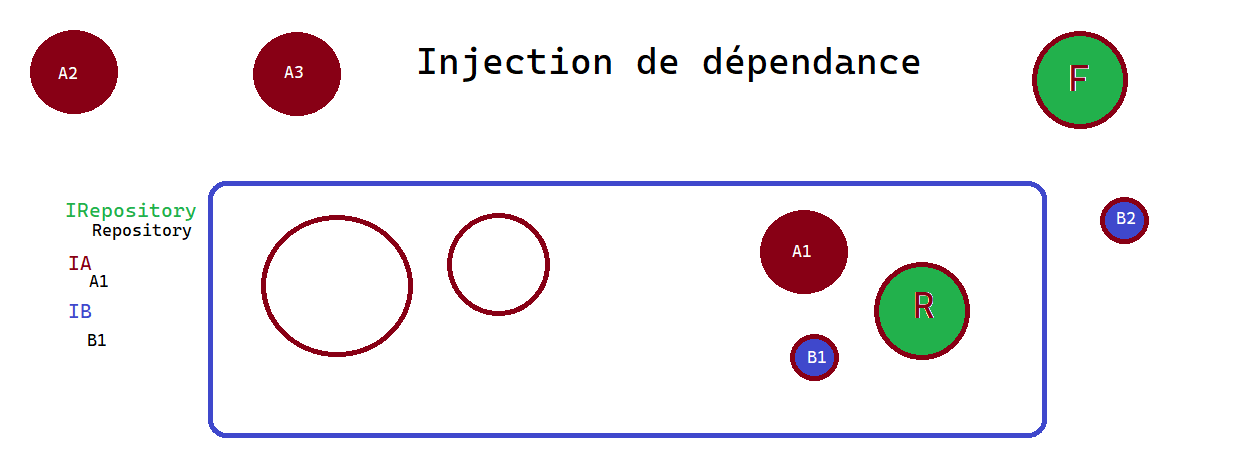 A2
A3
Injection de dépendance
F
IRepository
Repository
IA
A1
IB
B1
A1
R
B1
B2